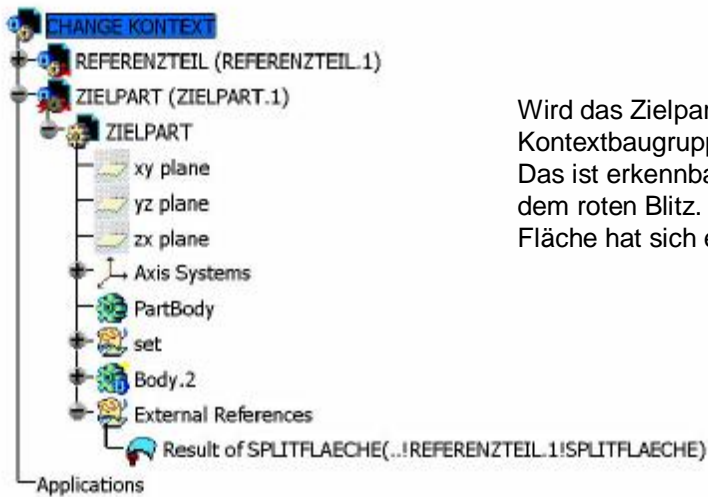 CHANGE KONTEXT
REFERENZTEIL (REFERENZTEIL.1)
ZIELPART (ZIELPART.1)
ZIELPART
xy plane
yz plane
zx plane
Axis Systems
PartBody
set
Body.2
External References
Result of SPLITFLAECHE(..!REFERENZTEIL.1!SPLITFLAECHE)
Applications
Wird das Zielpar
Kontextbaugrupp
Das ist erkennba
dem roten Blitz.
Fläche hat sich e